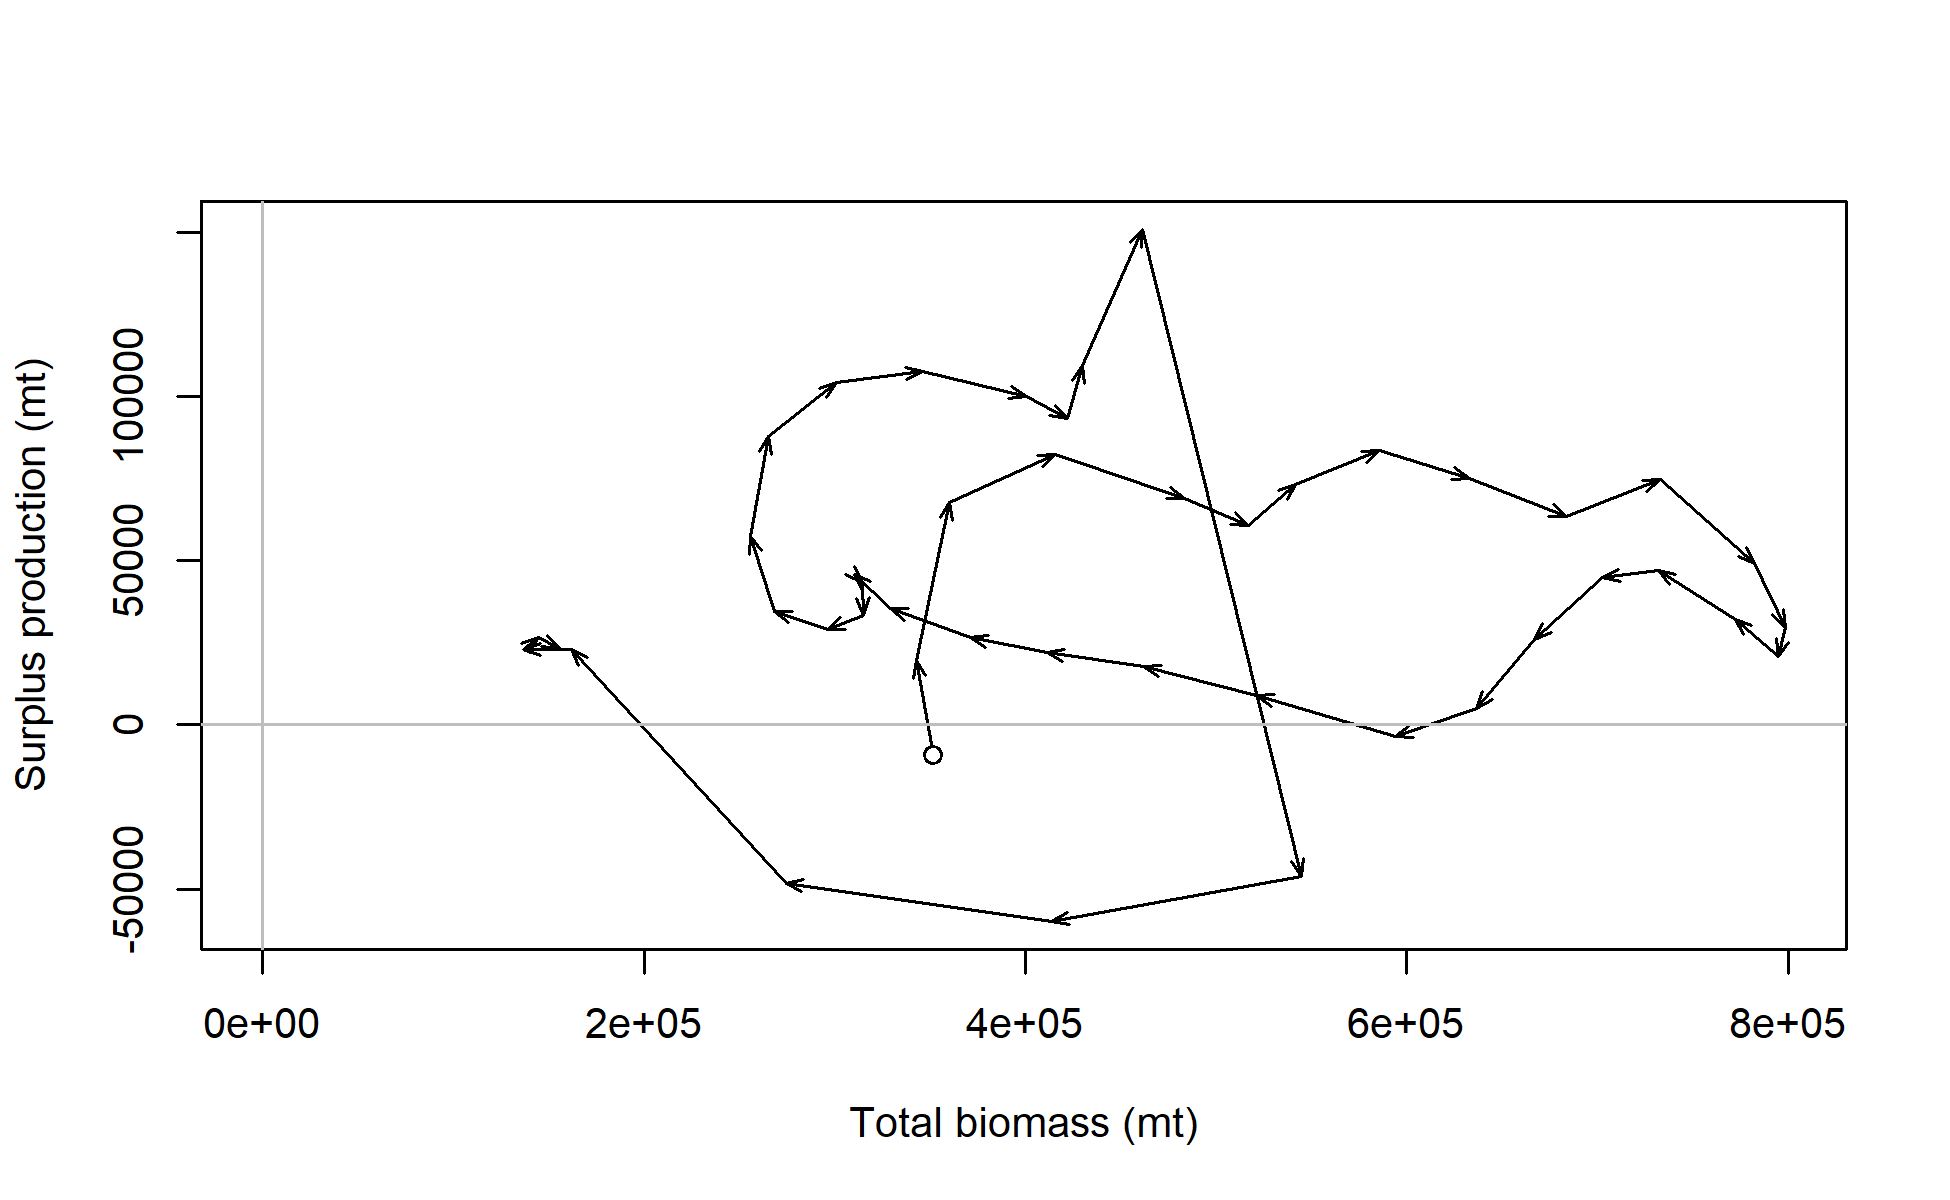 Surplus production (mt)
100000
50000
0
-50000
0e+00 2e+05 4e+05 6e+05 8e+05
Total biomass (mt)